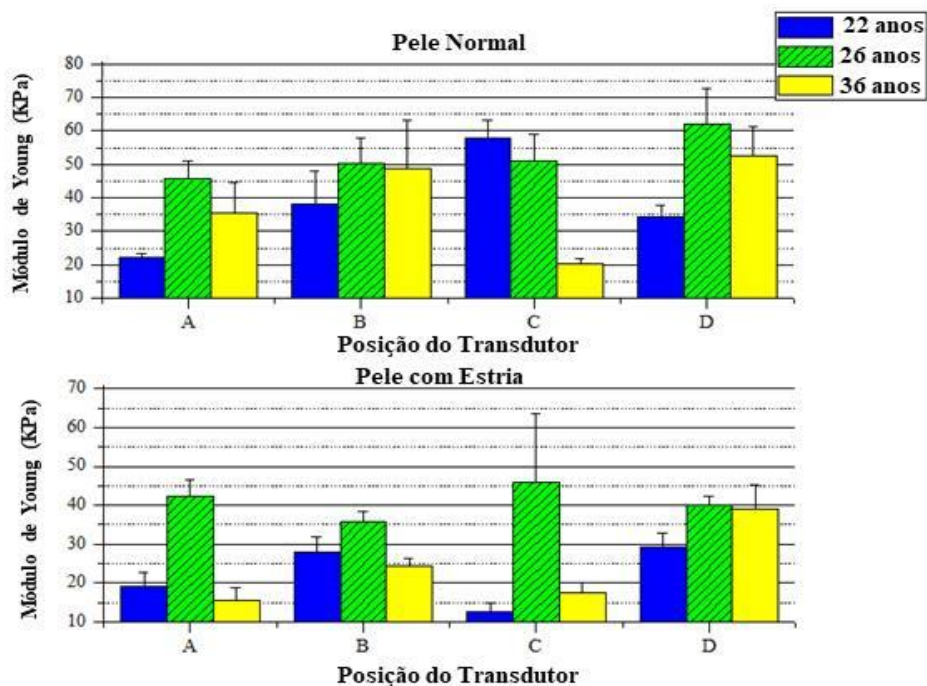 22 anos
26 anos
36 anos
Pele Normal
Módulo de Young (KPa)
80
70
60
50
40
30
20
10
A B C D
Posição do Transdutor
Pele com Estria
Módulo de Young (KPa)
70
60
50
40
30
20
10
A B C D
Posição do Transdutor